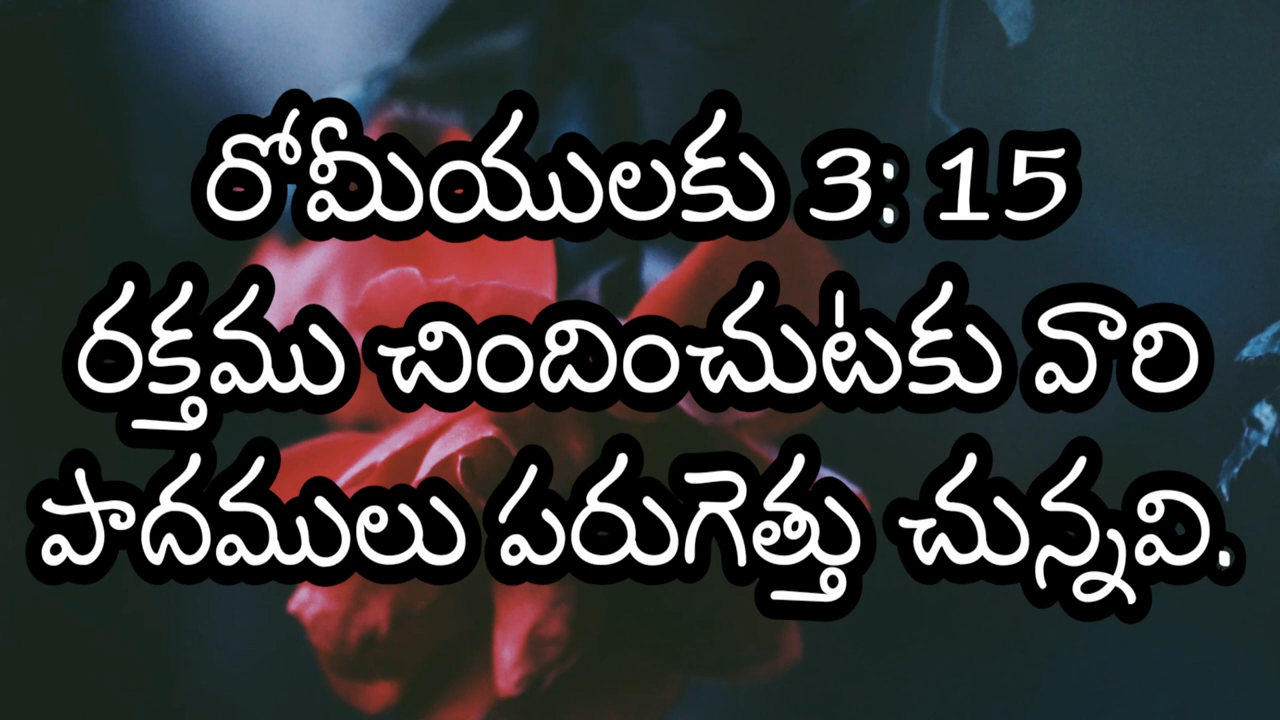 రోమీయులకు 3: 15
రక్తము చిందించుటకు వారి
పాదములు పరుగెత్తు చున్నవి.